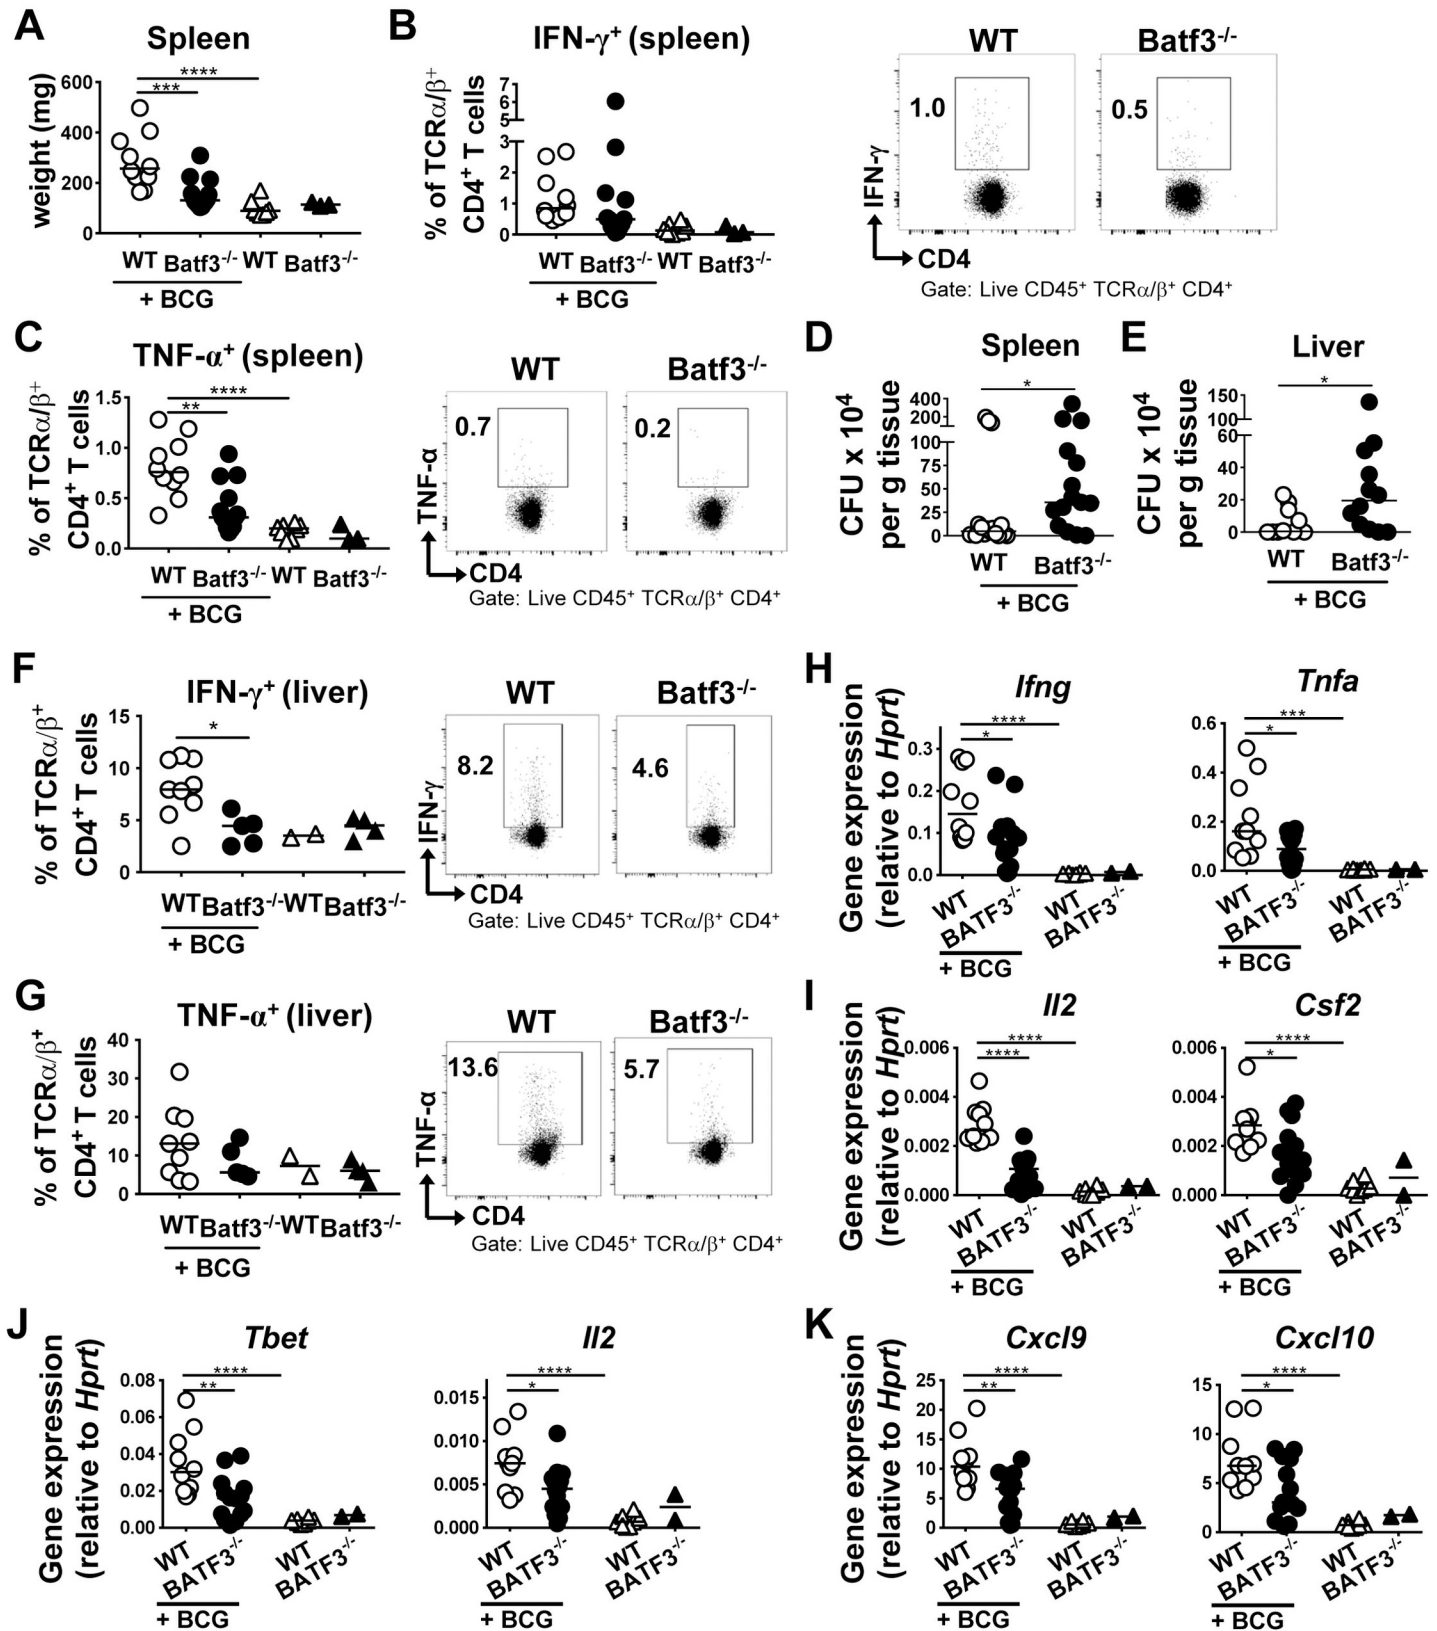 A
Spleen
weight (mg)
600
400
200
0
****
***
WT Batf3-/- WT Batf3-/-
+ BCG
B
IFN-γ+ (spleen)
% of TCRα/β+
CD4+ T cells
7
6
5
3
2
1
0
WT Batf3-/- WT Batf3-/-
+ BCG
WT
Batf3-/-
1.0
0.5
IFN-γ
CD4
Gate: Live CD45+ TCRα/β+ CD4+
C
TNF-α+ (spleen)
% of TCRα/β+
CD4+ T cells
1.5
1.0
0.5
0.0
****
**
WT Batf3-/- WT Batf3-/-
+ BCG
WT
Batf3-/-
0.7
0.2
TNF-α
CD4
Gate: Live CD45+ TCRα/β+ CD4+
D
Spleen
CFU x 104
per g tissue
400
200
100
75
50
25
0
*
WT Batf3-/-
+ BCG
E
Liver
CFU x 104
per g tissue
150
100
60
40
20
0
*
WT Batf3-/-
+ BCG
F
IFN-γ+ (liver)
% of TCRα/β+
CD4+ T cells
15
10
5
0
*
WT Batf3-/- WT Batf3-/-
+ BCG
WT
Batf3-/-
8.2
4.6
IFN-γ
CD4
Gate: Live CD45+ TCRα/β+ CD4+
G
TNF-α+ (liver)
% of TCRα/β+
CD4+ T cells
40
30
20
10
0
WT Batf3-/- WT Batf3-/-
+ BCG
WT
Batf3-/-
13.6
5.7
TNF-α
CD4
Gate: Live CD45+ TCRα/β+ CD4+
H
Gene expression
(relative to Hprt)
Ifng
0.3
0.2
0.1
0.0
****
*
WT
BATF3-/-
WT
BATF3-/-
+ BCG
Tnfa
0.6
0.4
0.2
0.0
***
*
WT
BATF3-/-
WT
BATF3-/-
+ BCG
I
Gene expression
(relative to Hprt)
Il2
0.006
0.004
0.002
0.000
****
****
WT
BATF3-/-
WT
BATF3-/-
+ BCG
Csf2
0.006
0.004
0.002
0.000
****
*
WT
BATF3-/-
WT
BATF3-/-
+ BCG
J
Gene expression
(relative to Hprt)
Tbet
0.08
0.06
0.04
0.02
0.00
****
**
WT
BATF3-/-
WT
BATF3-/-
+ BCG
Il2
0.015
0.010
0.005
0.000
****
*
WT
BATF3-/-
WT
BATF3-/-
+ BCG
K
Gene expression
(relative to Hprt)
Cxcl9
25
20
15
10
5
0
****
**
WT
BATF3-/-
WT
BATF3-/-
+ BCG
Cxcl10
15
10
5
0
****
*
WT
BATF3-/-
WT
BATF3-/-
+ BCG